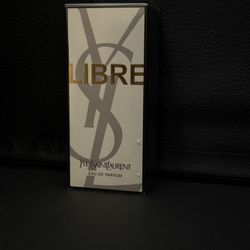 LIBRE
YVESSAINTLAURENT
EAU DE PARFUM